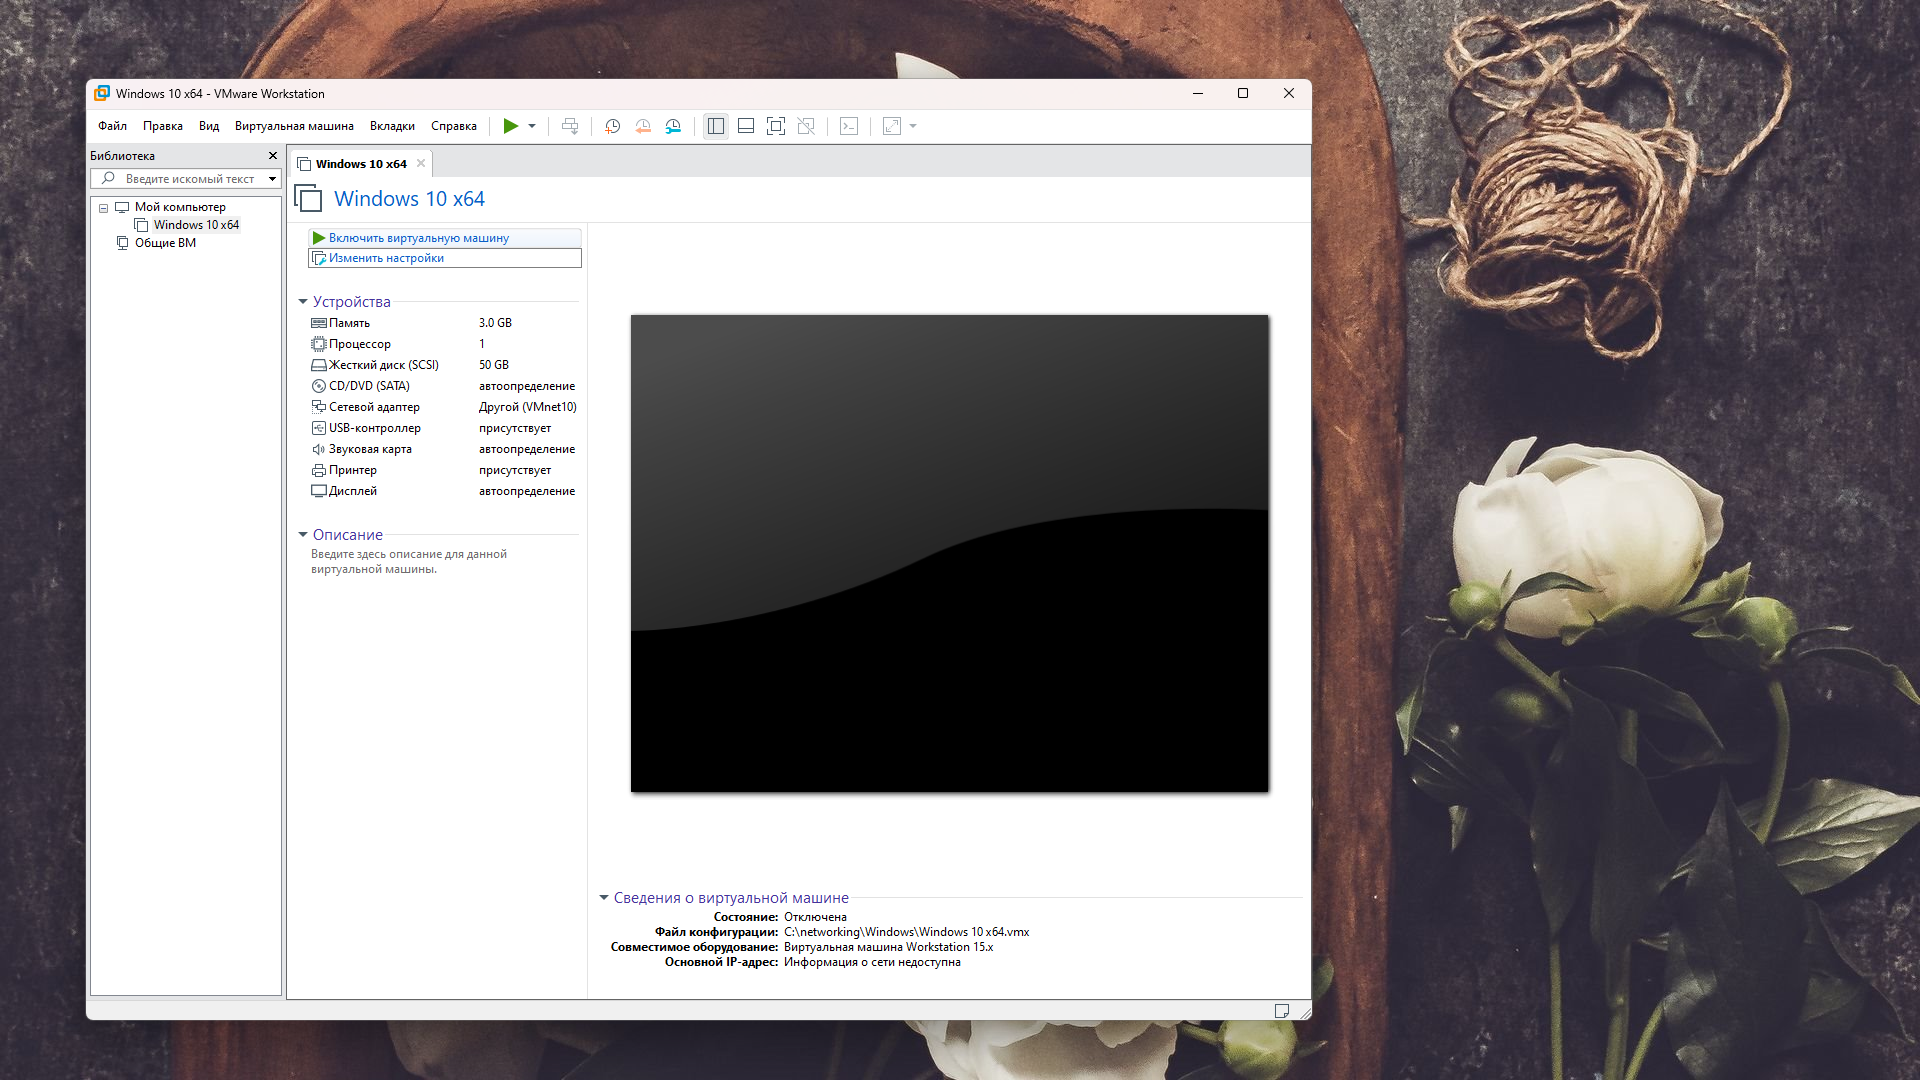 Windows 10 x64 - VMware Workstation
Файл Правка Вид Виртуальная машина Вкладки Справка
Библиотека
Введите искомый текст
Мой компьютер
Windows 10 x64
Общие ВМ
Windows 10 x64
Windows 10 x64
Включить виртуальную машину
Изменить настройки
Устройства
Память 3.0 GB
Процессор 1
Жесткий диск (SCSI) 50 GB
CD/DVD (SATA) автоопределение
Сетевой адаптер Другой (VMnet10)
USB-контроллер присутствует
Звуковая карта автоопределение
Принтер присутствует
Дисплей автоопределение
Описание
Введите здесь описание для данной
виртуальной машины.
Сведения о виртуальной машине
Состояние: Отключена
Файл конфигурации: C:\networking\Windows\Windows 10 x64.vmx
Совместимое оборудование: Виртуальная машина Workstation 15.x
Основной IP-адрес: Информация о сети недоступна